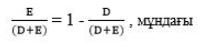 E/(D+E) = 1 - D/(D+E) , мұндағы